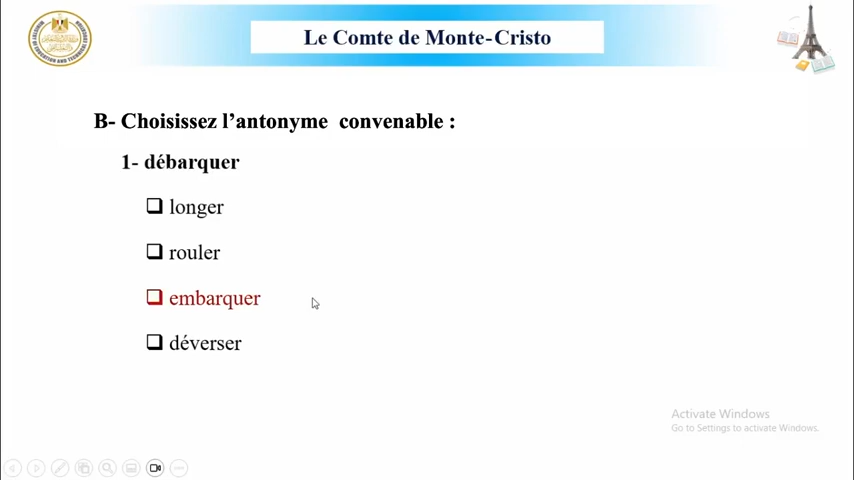 Le Comte de Monte-Cristo
B- Choisissez l’antonyme convenable :
1- débarquer
longer
rouler
embarquer
déverser
Activate Windows
Go to Settings to activate Windows.